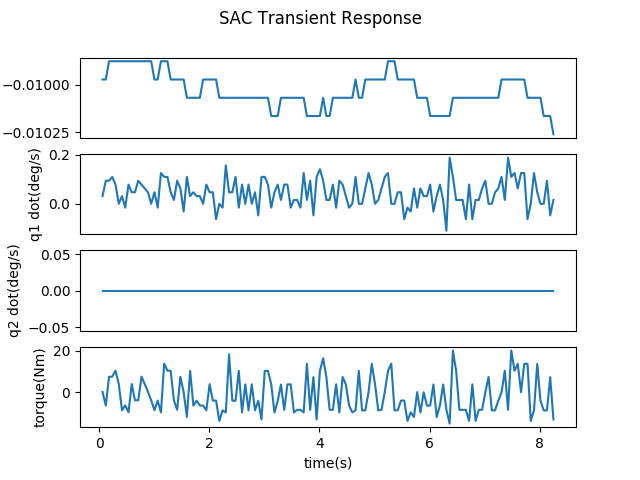 SAC Transient Response
−0.01000
−0.01025
q1 dot(deg/s)
0.2
0.0
q2 dot(deg/s)
0.05
0.00
−0.05
torque(Nm)
20
0
0 2 4 6 8
time(s)